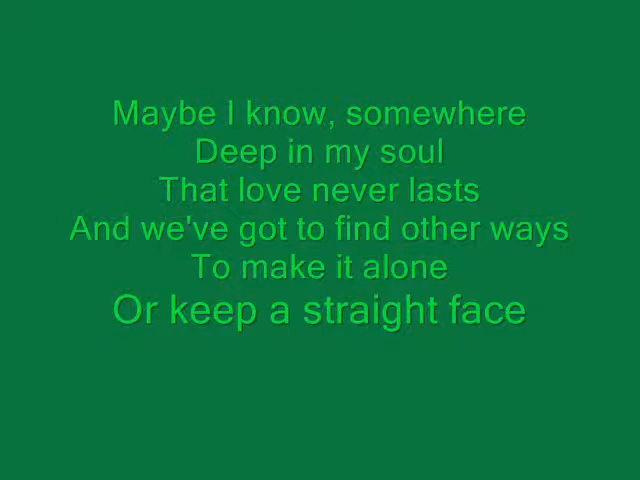 Maybe I know, somewhere
Deep in my soul
That love never lasts
And we've got to find other ways
To make it alone
Or keep a straight face